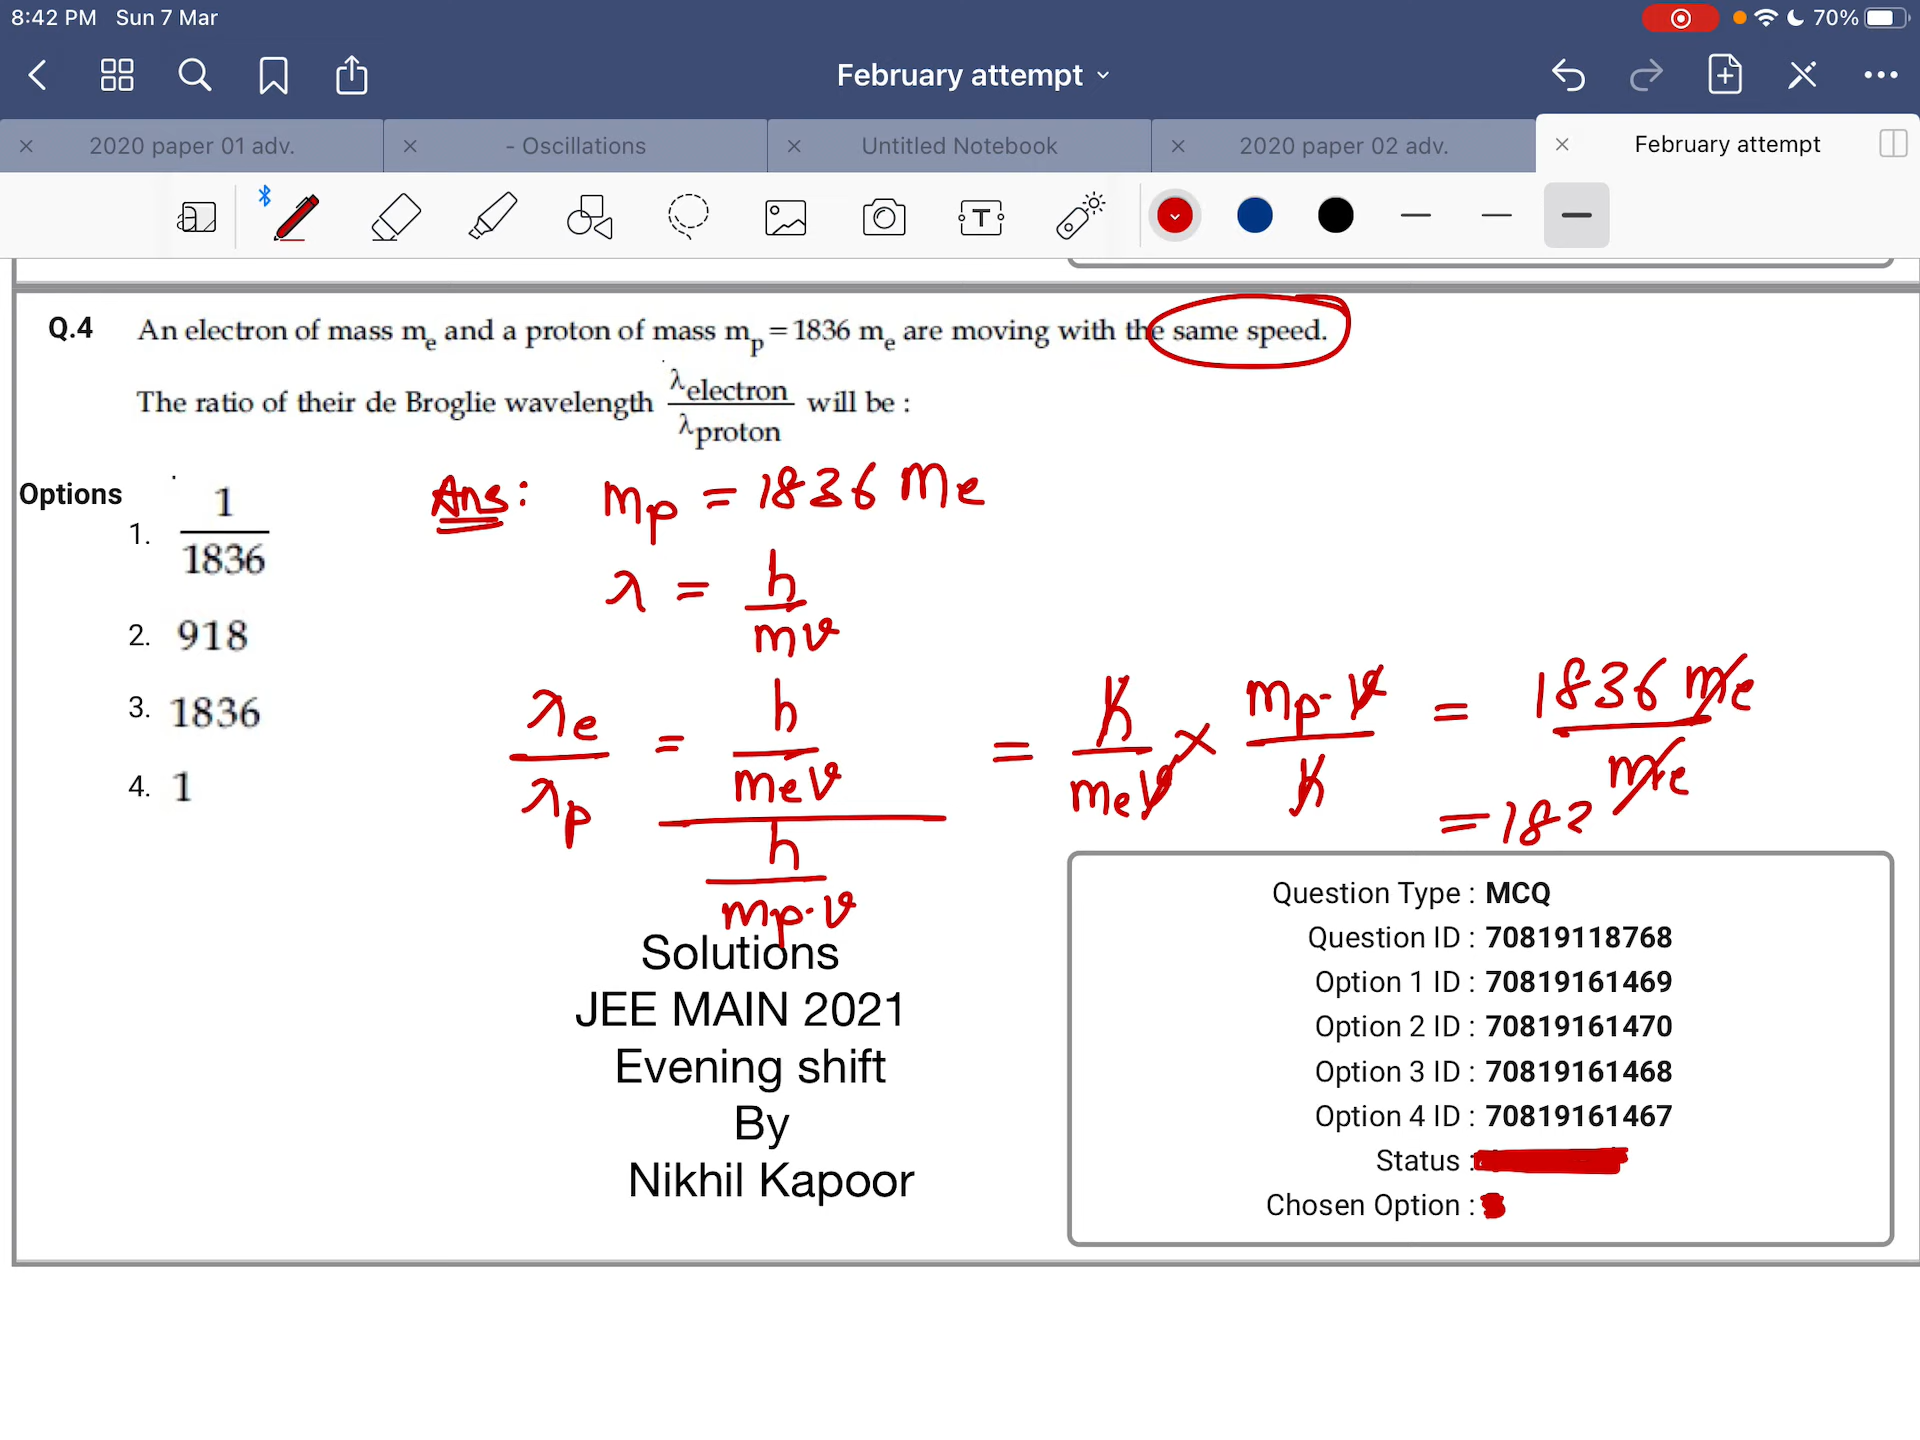 8:42 PM Sun 7 Mar 70%
February attempt
2020 paper 01 adv. - Oscillations Untitled Notebook 2020 paper 02 adv. February attempt
Q.4 An electron of mass mₑ and a proton of mass mₚ = 1836 mₑ are moving with the same speed.
The ratio of their de Broglie wavelength λelectron/λproton will be :
Options
1. 1/1836
2. 918
3. 1836
4. 1
Ans: mp = 1836 me
λ = h/mv
λe/λp = (h/mev)/(h/mp·v) = h/mev × mp·v/h = 1836 me/me
= 182
Solutions
JEE MAIN 2021
Evening shift
By
Nikhil Kapoor
Question Type : MCQ
Question ID : 70819118768
Option 1 ID : 70819161469
Option 2 ID : 70819161470
Option 3 ID : 70819161468
Option 4 ID : 70819161467
Status :
Chosen Option :